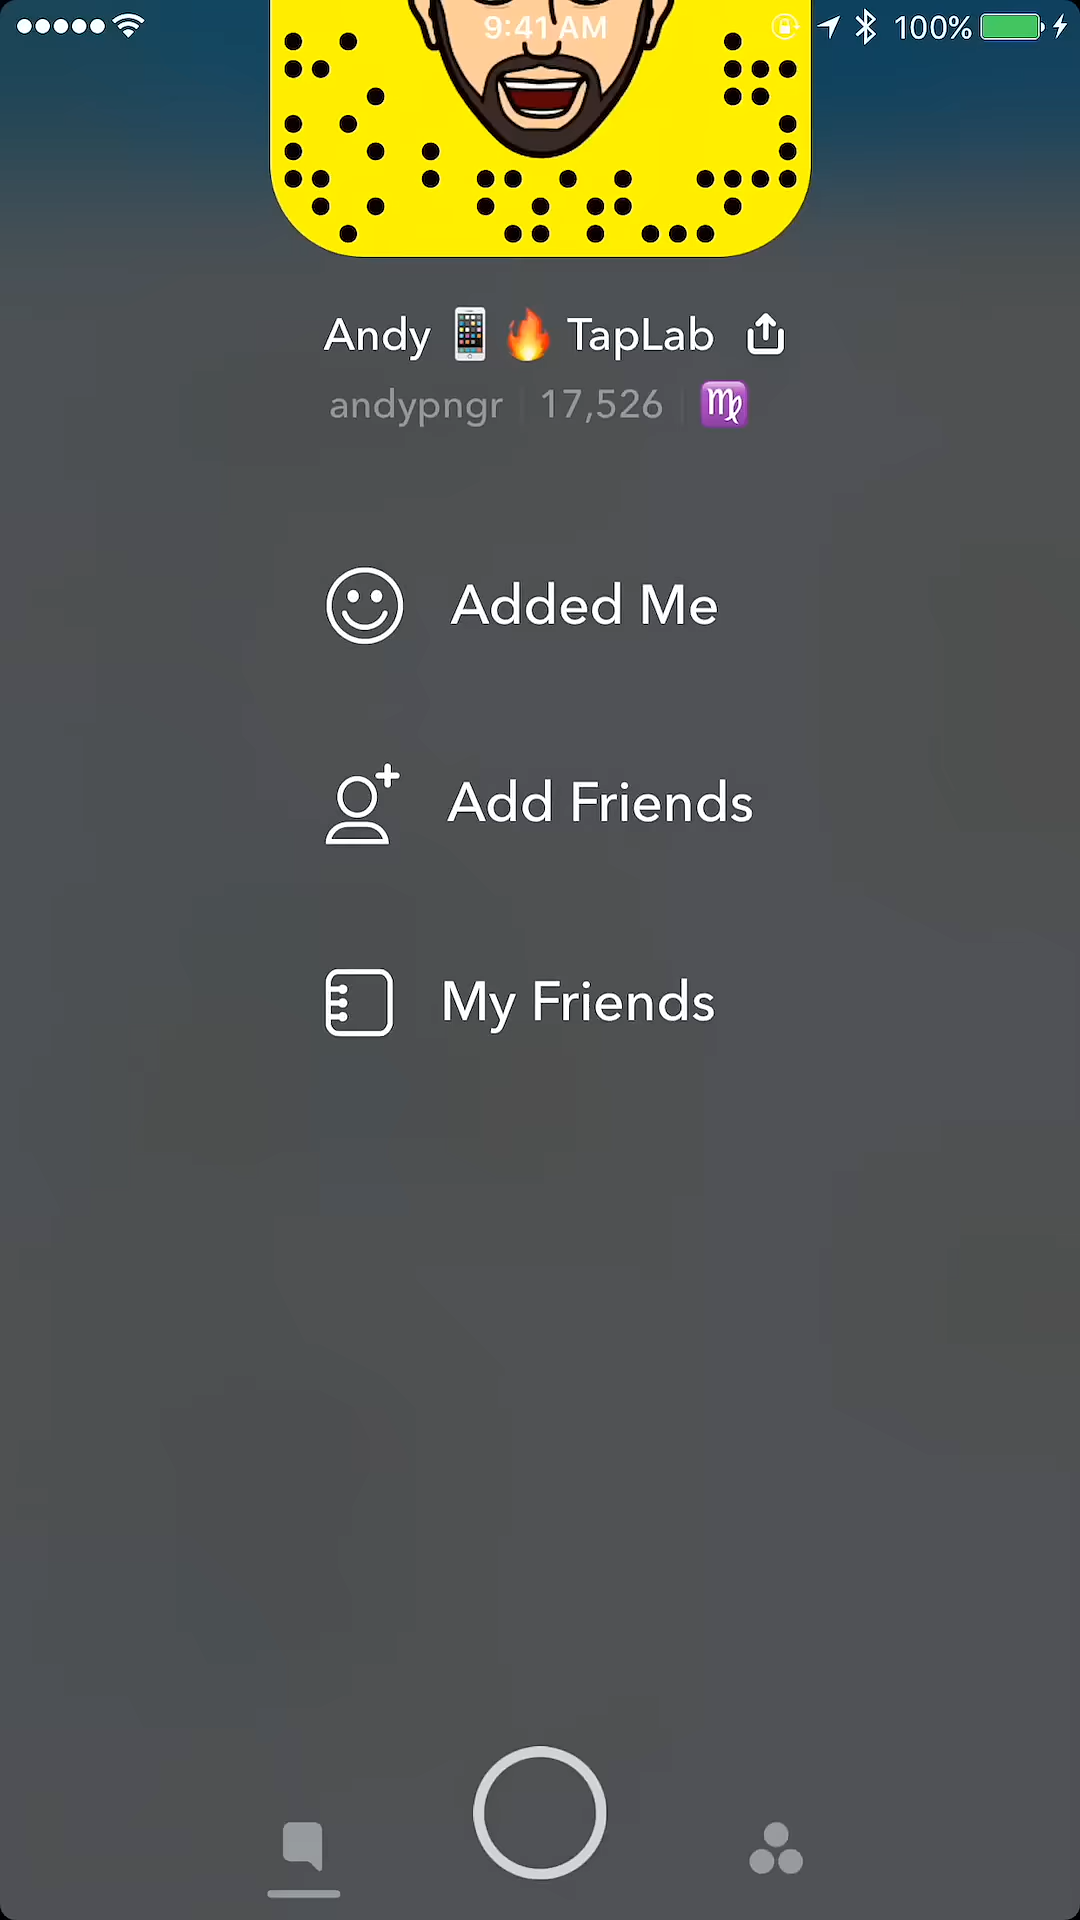 9:41 AM 100%
Andy 📱🔥 TapLab
andypngr | 17,526 | ♍
Added Me
Add Friends
My Friends